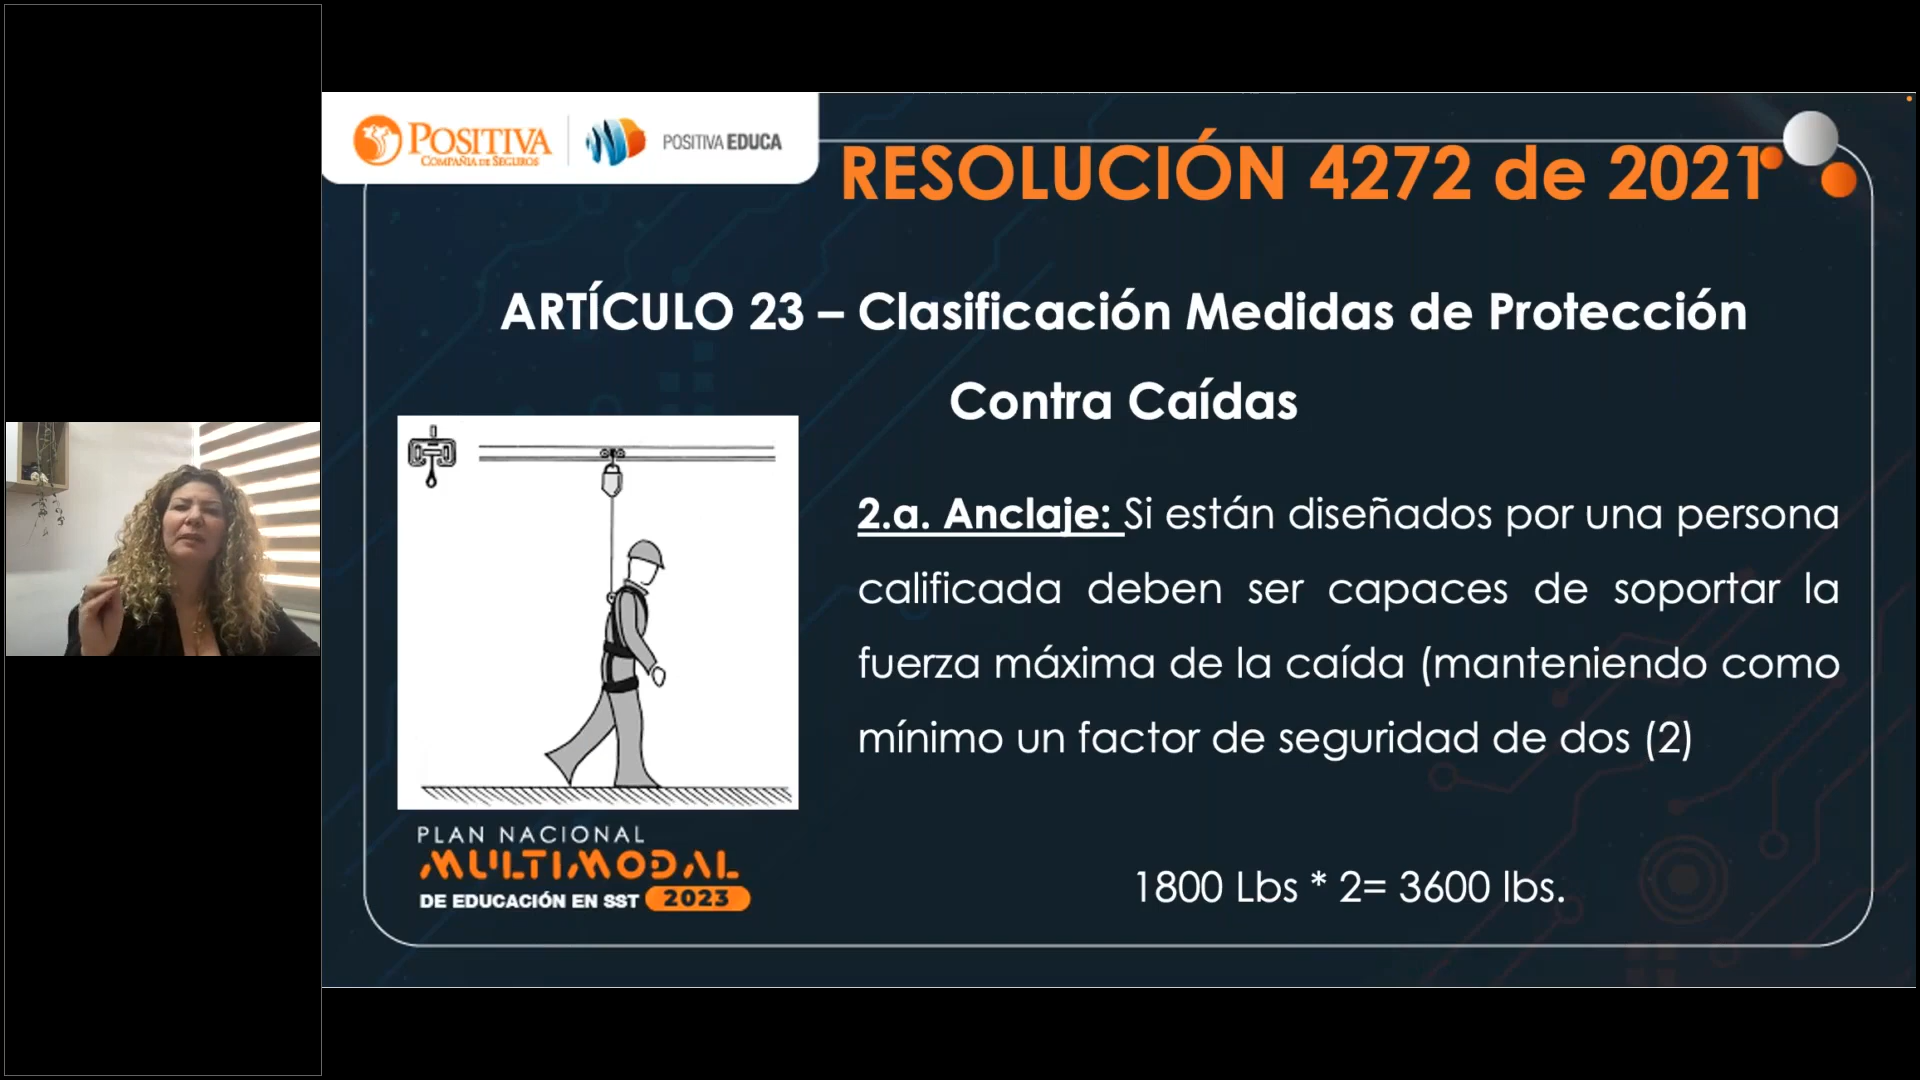 POSITIVA
COMPAÑIA DE SEGUROS
POSITIVA EDUCA
RESOLUCIÓN 4272 de 2021
ARTÍCULO 23 – Clasificación Medidas de Protección
Contra Caídas
2.a. Anclaje: Si están diseñados por una persona
calificada deben ser capaces de soportar la
fuerza máxima de la caída (manteniendo como
mínimo un factor de seguridad de dos (2)
1800 Lbs * 2= 3600 lbs.
PLAN NACIONAL
MULTIMODAL
DE EDUCACIÓN EN SST 2023